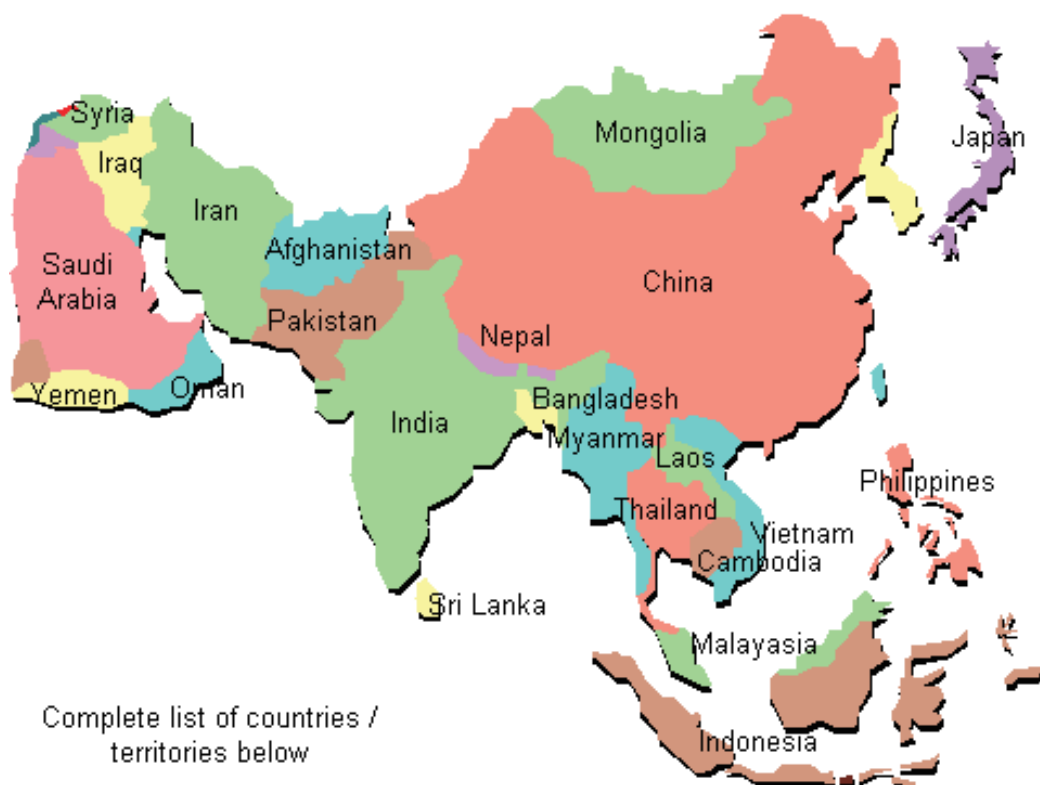 Syria
Mongolia
Japan
Iraq
Iran
Afghanistan
Saudi
Arabia
China
Pakistan
Nepal
Yemen
Oman
India
Bangladesh
Myanmar
Laos
Philippines
Thailand
Vietnam
Cambodia
Sri Lanka
Malayasia
Complete list of countries /
territories below
Indonesia